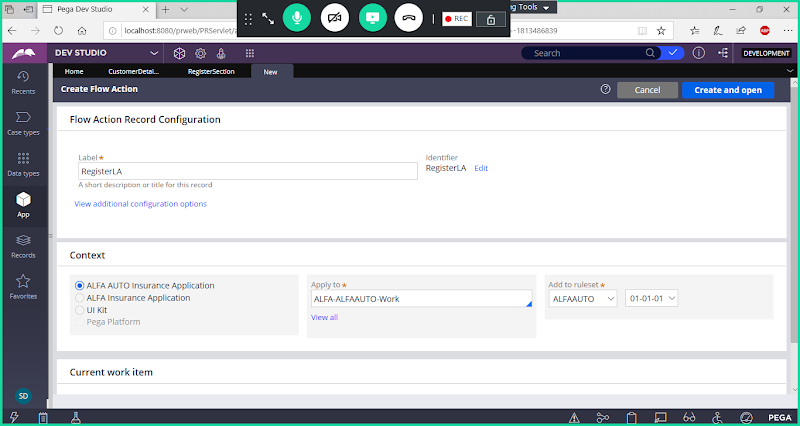 Pega Dev Studio
ng Tools
REC
localhost:8080/prweb/PRServlet/
-1813486839
ABP
DEV STUDIO
Search
DEVELOPMENT
Home
CustomerDetai...
RegisterSection
New
Create Flow Action
Cancel
Create and open
Recents
Case types
Data types
App
Records
Favorites
SD
Flow Action Record Configuration
Label *
Identifier
RegisterLA
RegisterLA Edit
A short description or title for this record
View additional configuration options
Context
ALFA AUTO Insurance Application
ALFA Insurance Application
UI Kit
Pega Platform
Apply to *
ALFA-ALFAAUTO-Work
View all
Add to ruleset *
ALFAAUTO
01-01-01
Current work item
PEGA